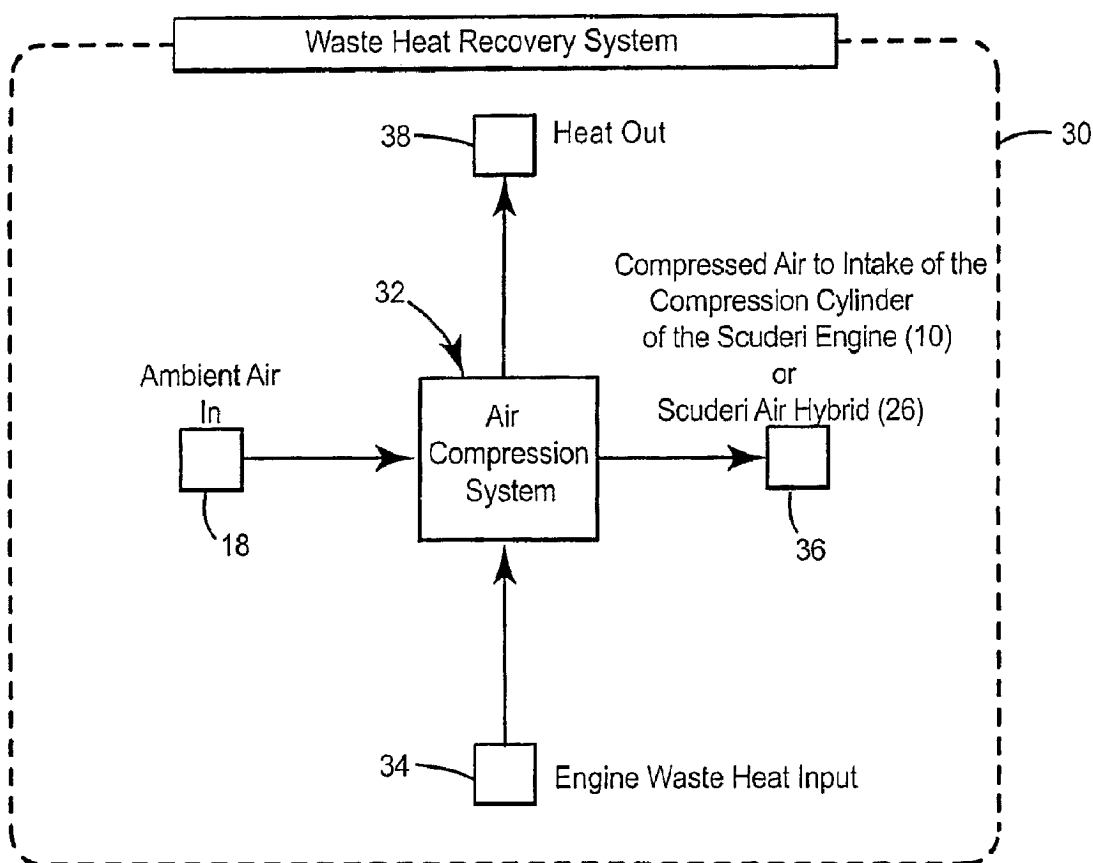 Waste Heat Recovery System
38
Heat Out
30
Compressed Air to Intake of the
Compression Cylinder
of the Scuderi Engine (10)
or
Scuderi Air Hybrid (26)
32
Ambient Air
In
Air
Compression
System
18
36
34
Engine Waste Heat Input